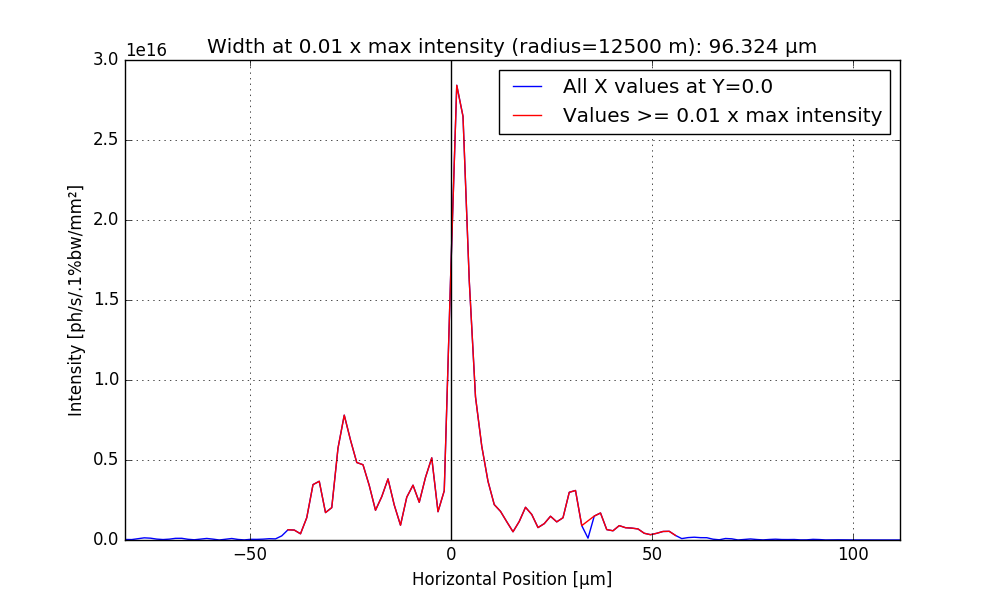 Width at 0.01 x max intensity (radius=12500 m): 96.324 μm
1e16
3.0
2.5
2.0
1.5
1.0
0.5
0.0
Intensity [ph/s/.1%bw/mm²]
All X values at Y=0.0
Values >= 0.01 x max intensity
−50
0
50
100
Horizontal Position [μm]